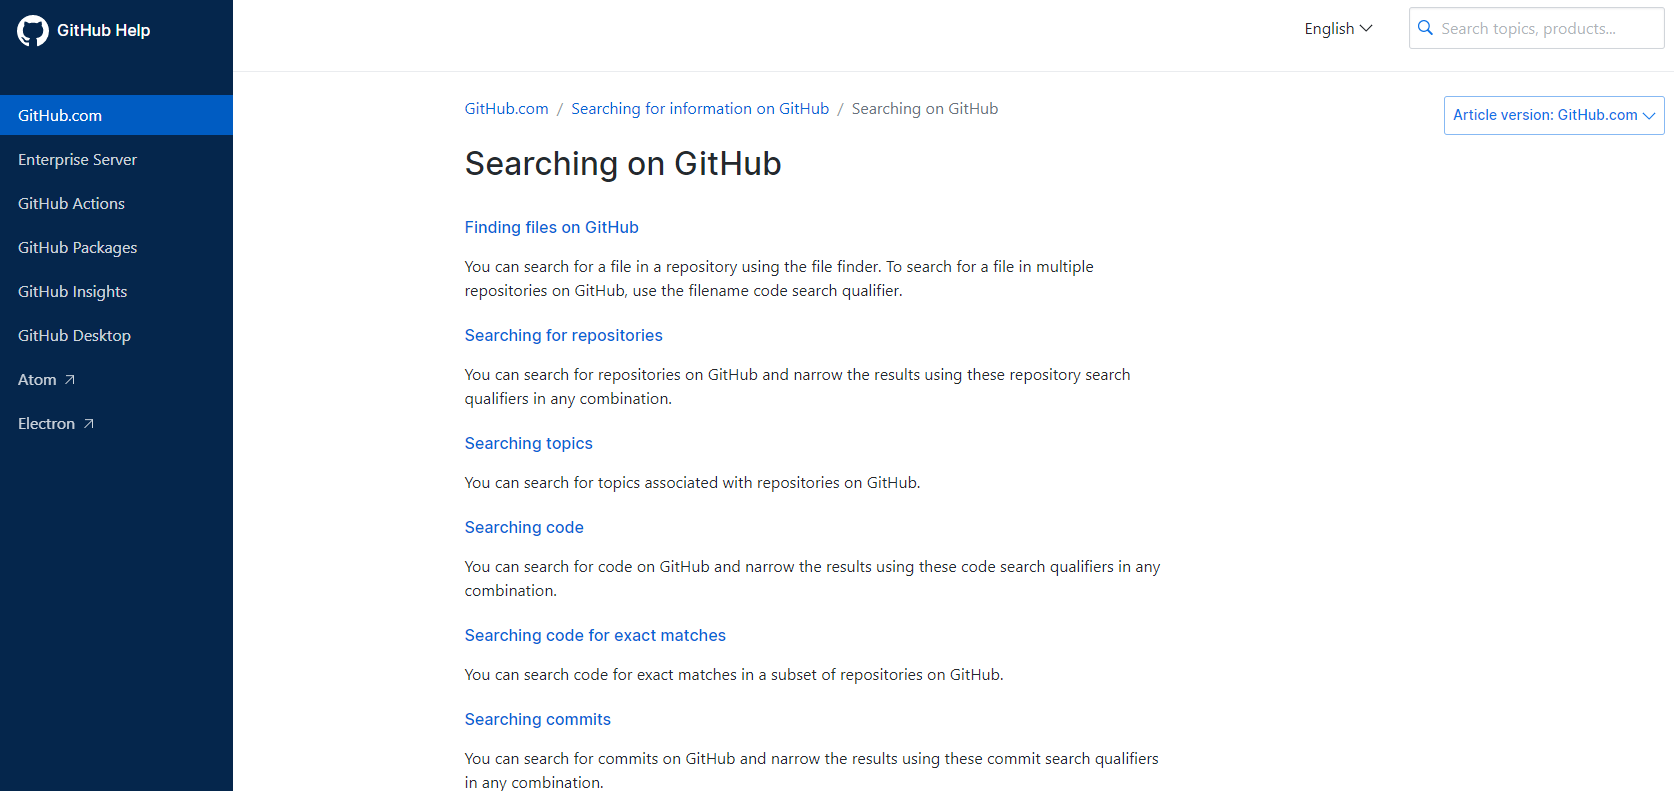 GitHub Help
English
Search topics, products...
GitHub.com
Enterprise Server
GitHub Actions
GitHub Packages
GitHub Insights
GitHub Desktop
Atom
Electron
GitHub.com / Searching for information on GitHub / Searching on GitHub
Article version: GitHub.com
Searching on GitHub
Finding files on GitHub
You can search for a file in a repository using the file finder. To search for a file in multiple
repositories on GitHub, use the filename code search qualifier.
Searching for repositories
You can search for repositories on GitHub and narrow the results using these repository search
qualifiers in any combination.
Searching topics
You can search for topics associated with repositories on GitHub.
Searching code
You can search for code on GitHub and narrow the results using these code search qualifiers in any
combination.
Searching code for exact matches
You can search code for exact matches in a subset of repositories on GitHub.
Searching commits
You can search for commits on GitHub and narrow the results using these commit search qualifiers
in any combination.